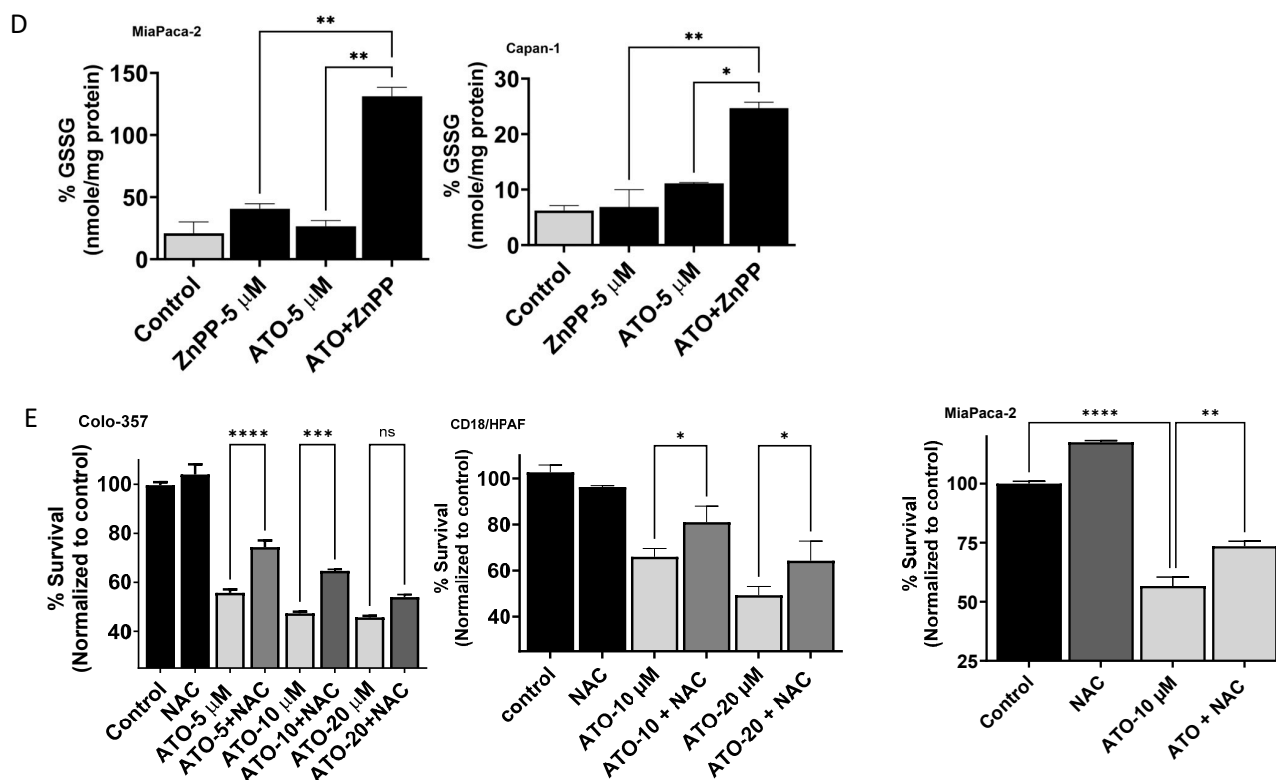 D
MiaPaca-2
% GSSG
(nmole/mg protein)
150
100
50
0
**
**
Control
ZnPP-5 μM
ATO-5 μM
ATO+ZnPP
Capan-1
% GSSG
(nmole/mg protein)
30
20
10
0
**
*
Control
ZnPP-5 μM
ATO-5 μM
ATO+ZnPP
E
Colo-357
% Survival
(Normalized to control)
100
80
60
40
****
***
ns
Control
NAC
ATO-5 μM
ATO-5+NAC
ATO-10 μM
ATO-10+NAC
ATO-20 μM
ATO-20+NAC
CD18/HPAF
% Survival
(Normalized to control)
100
80
60
40
*
*
control
NAC
ATO-10 μM
ATO-10 + NAC
ATO-20 μM
ATO-20 + NAC
MiaPaca-2
% Survival
(Normalized to control)
100
75
50
25
****
**
Control
NAC
ATO-10 μM
ATO + NAC